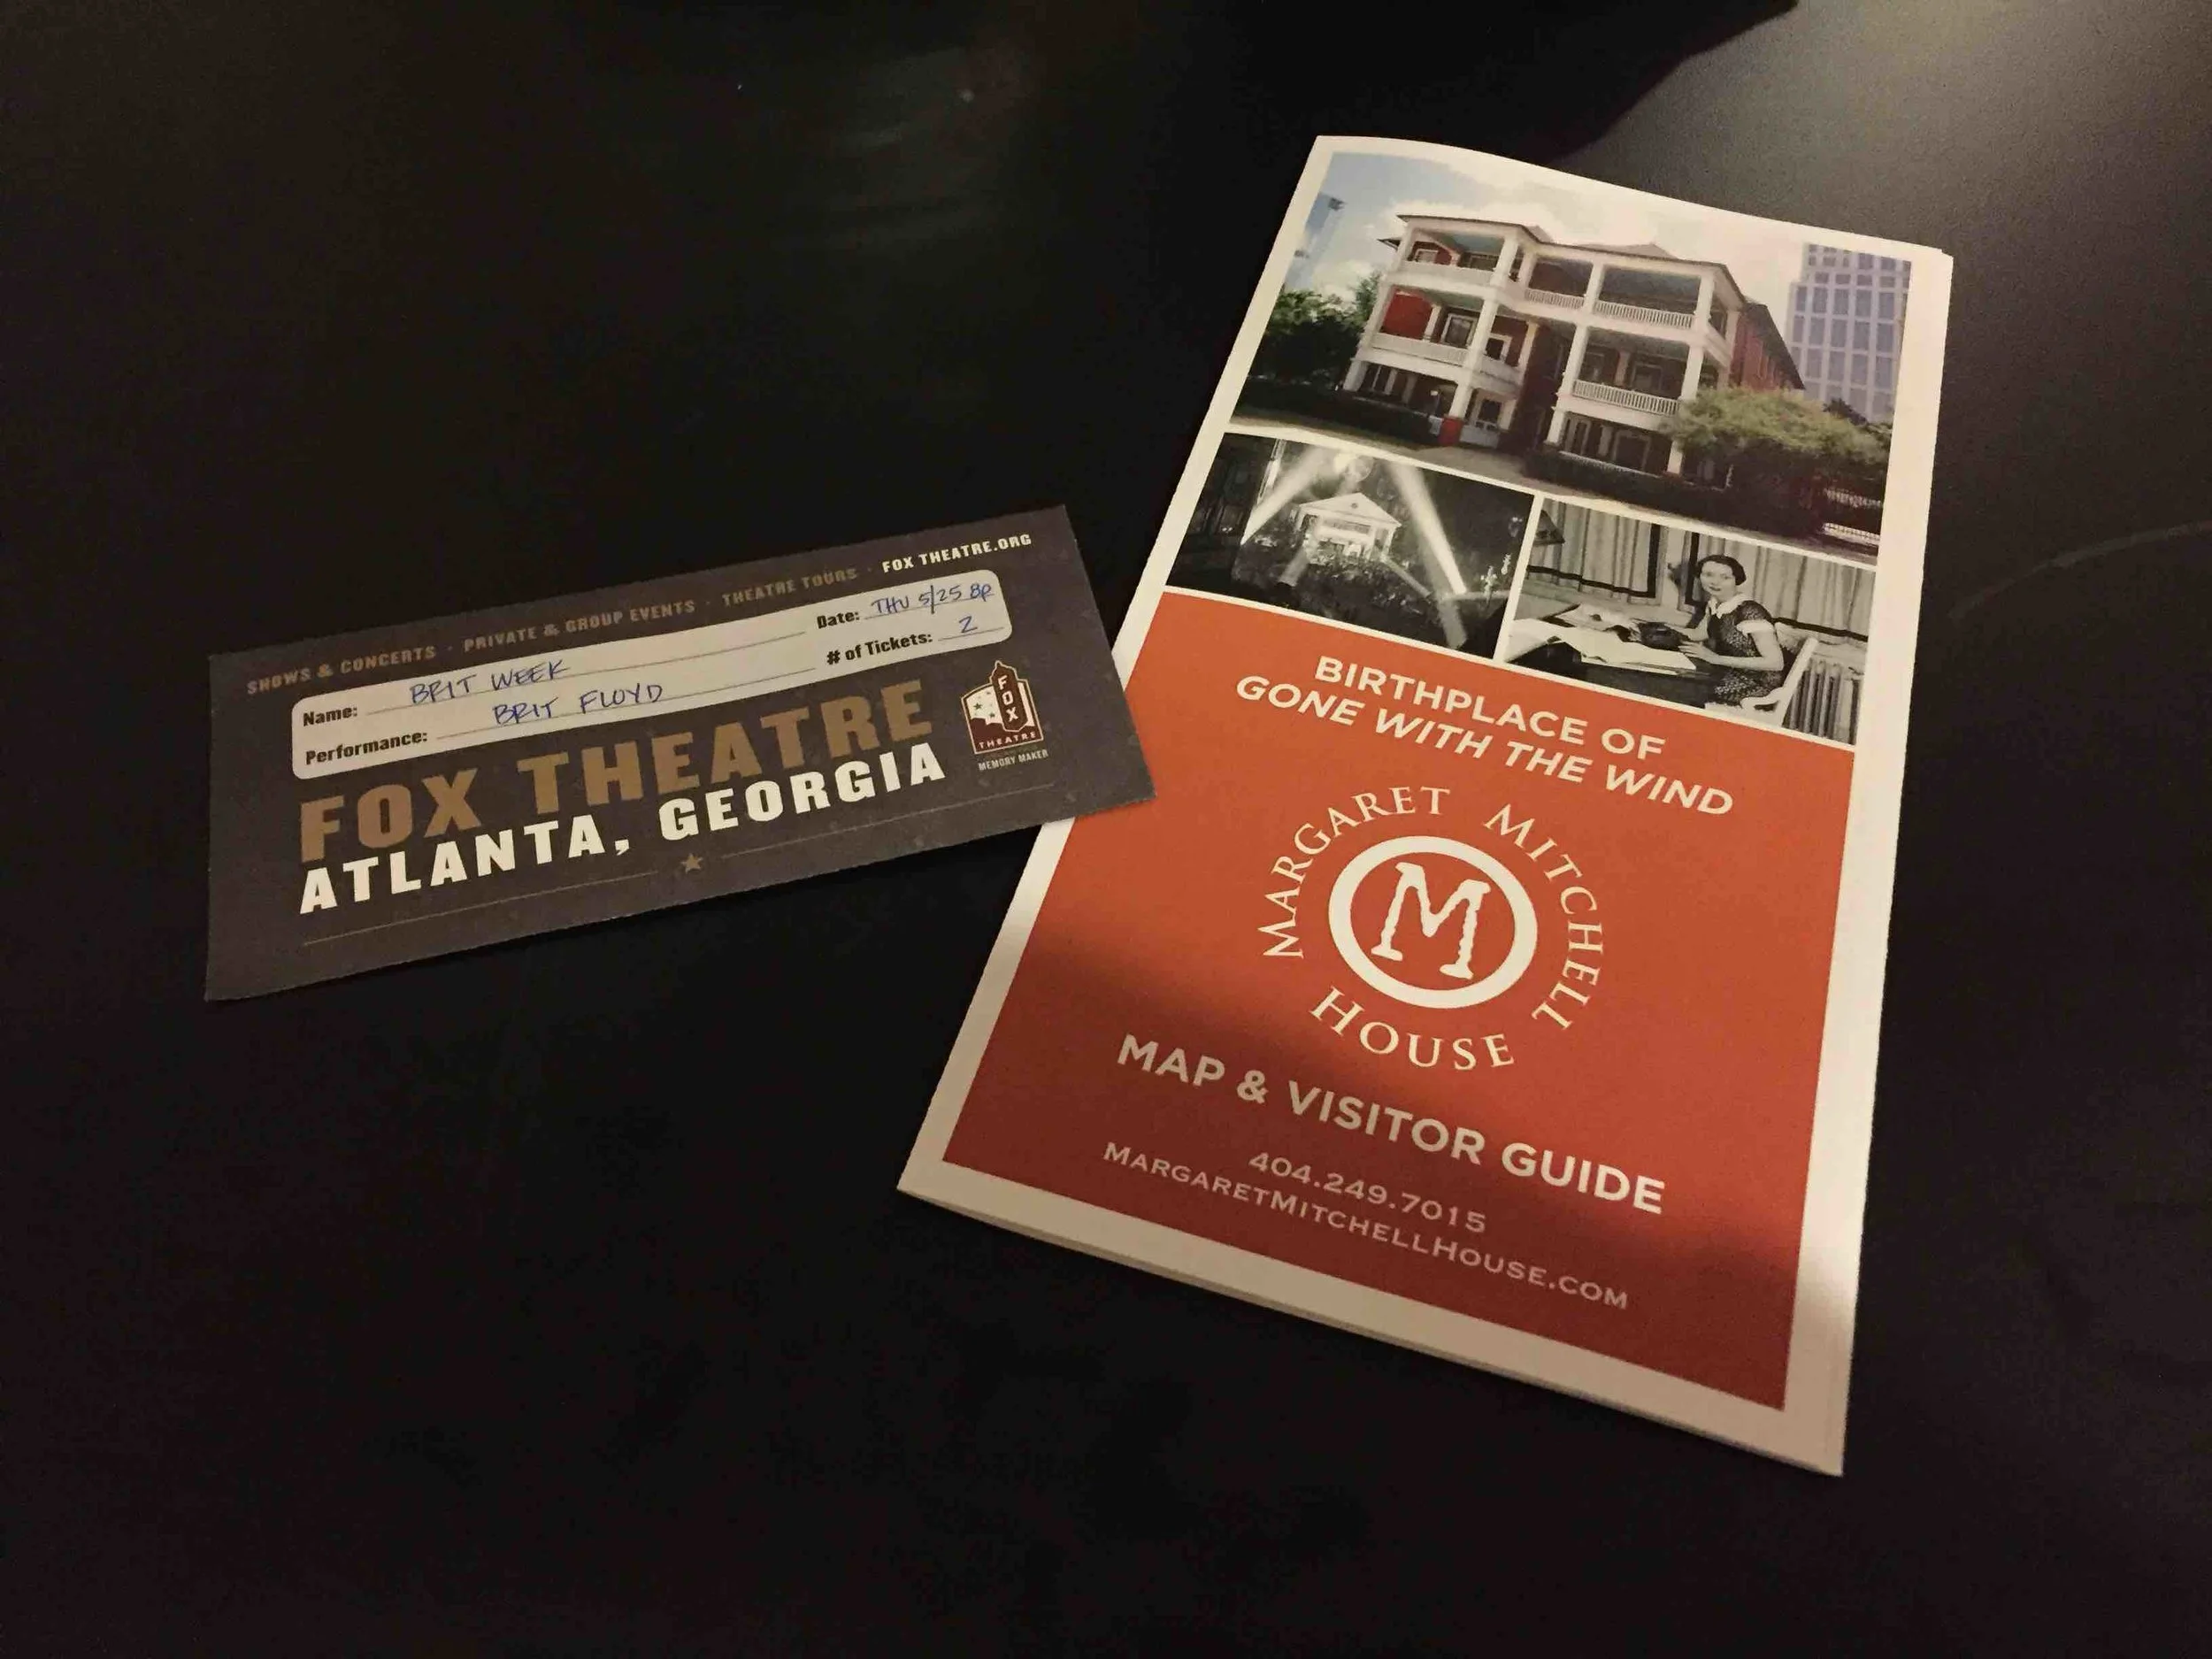 SHOWS & CONCERTS · PRIVATE & GROUP EVENTS · THEATRE TOURS · FOX THEATRE.ORG
Name: BRIT WEEK Date: THU 5/25 8P
Performance: BRIT FLOYD # of Tickets: 2
FOX THEATRE
ATLANTA, GEORGIA
FOX
THEATRE
MEMORY MAKER
BIRTHPLACE OF
GONE WITH THE WIND
MARGARET MITCHELL
M
HOUSE
MAP & VISITOR GUIDE
404.249.7015
MARGARETMITCHELLHOUSE.COM